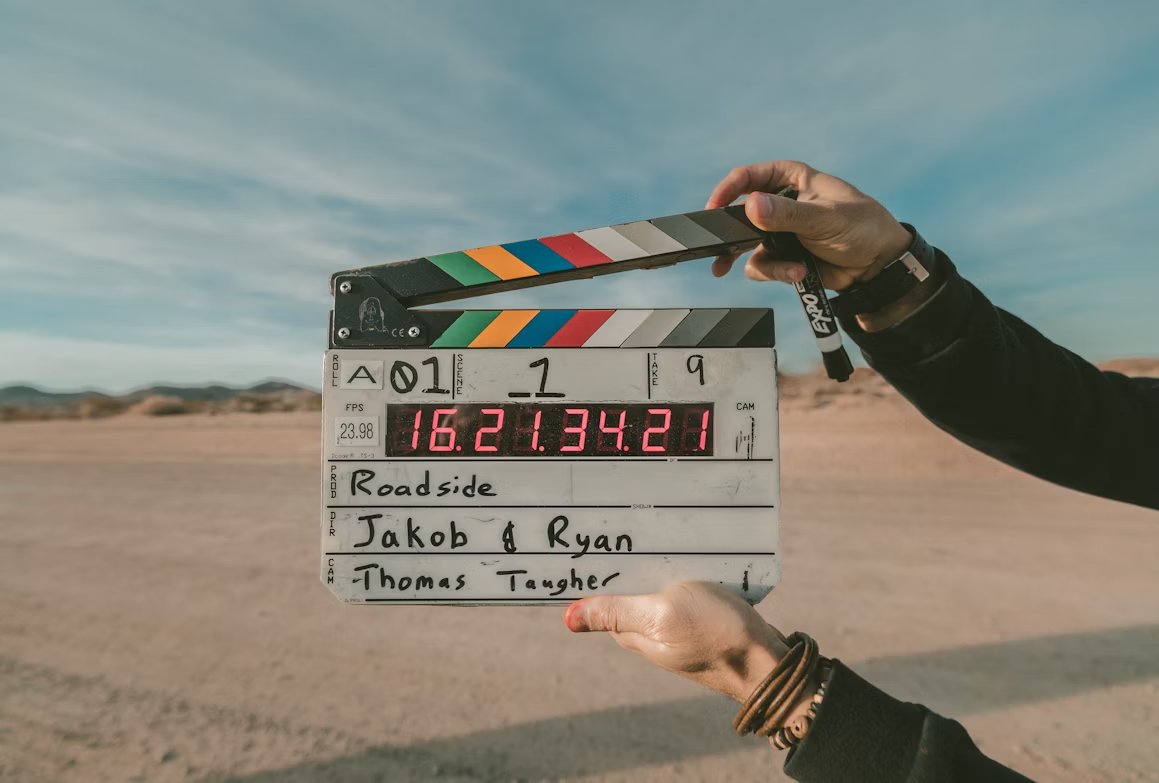 CE
ROLL A 01 SCENE 1 TAKE 9
FPS CAM
23.98 16.21.34.21
PROD Roadside
DIR Jakob & Ryan
CAM Thomas Taugher
EXPO